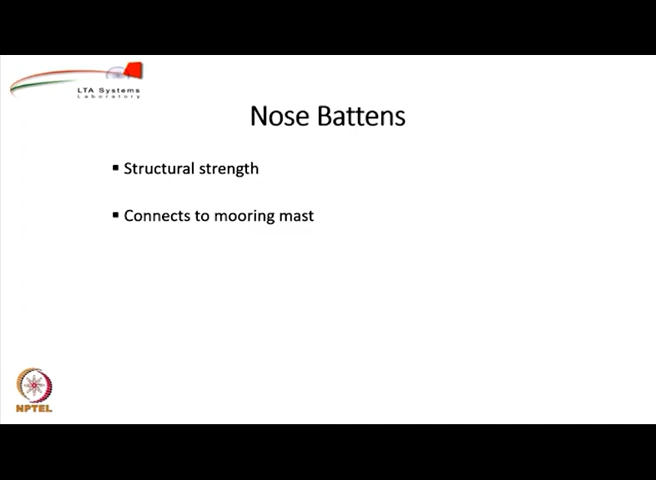 LTA Systems
Laboratory
Nose Battens
▪ Structural strength
▪ Connects to mooring mast
NPTEL